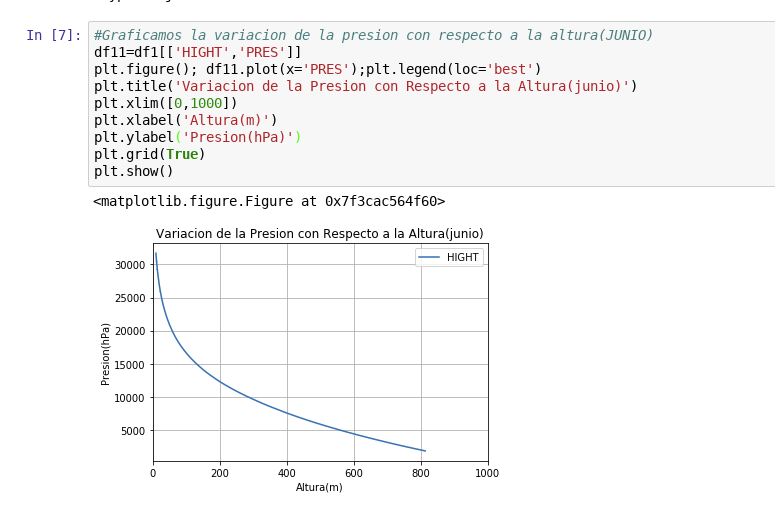 In [7]: #Graficamos la variacion de la presion con respecto a la altura(JUNIO)
df11=df1[['HIGHT','PRES']]
plt.figure(); df11.plot(x='PRES');plt.legend(loc='best')
plt.title('Variacion de la Presion con Respecto a la Altura(junio)')
plt.xlim([0,1000])
plt.xlabel('Altura(m)')
plt.ylabel('Presion(hPa)')
plt.grid(True)
plt.show()
<matplotlib.figure.Figure at 0x7f3cac564f60>
Variacion de la Presion con Respecto a la Altura(junio)
HIGHT
30000
25000
20000
15000
10000
5000
Presion(hPa)
0 200 400 600 800 1000
Altura(m)